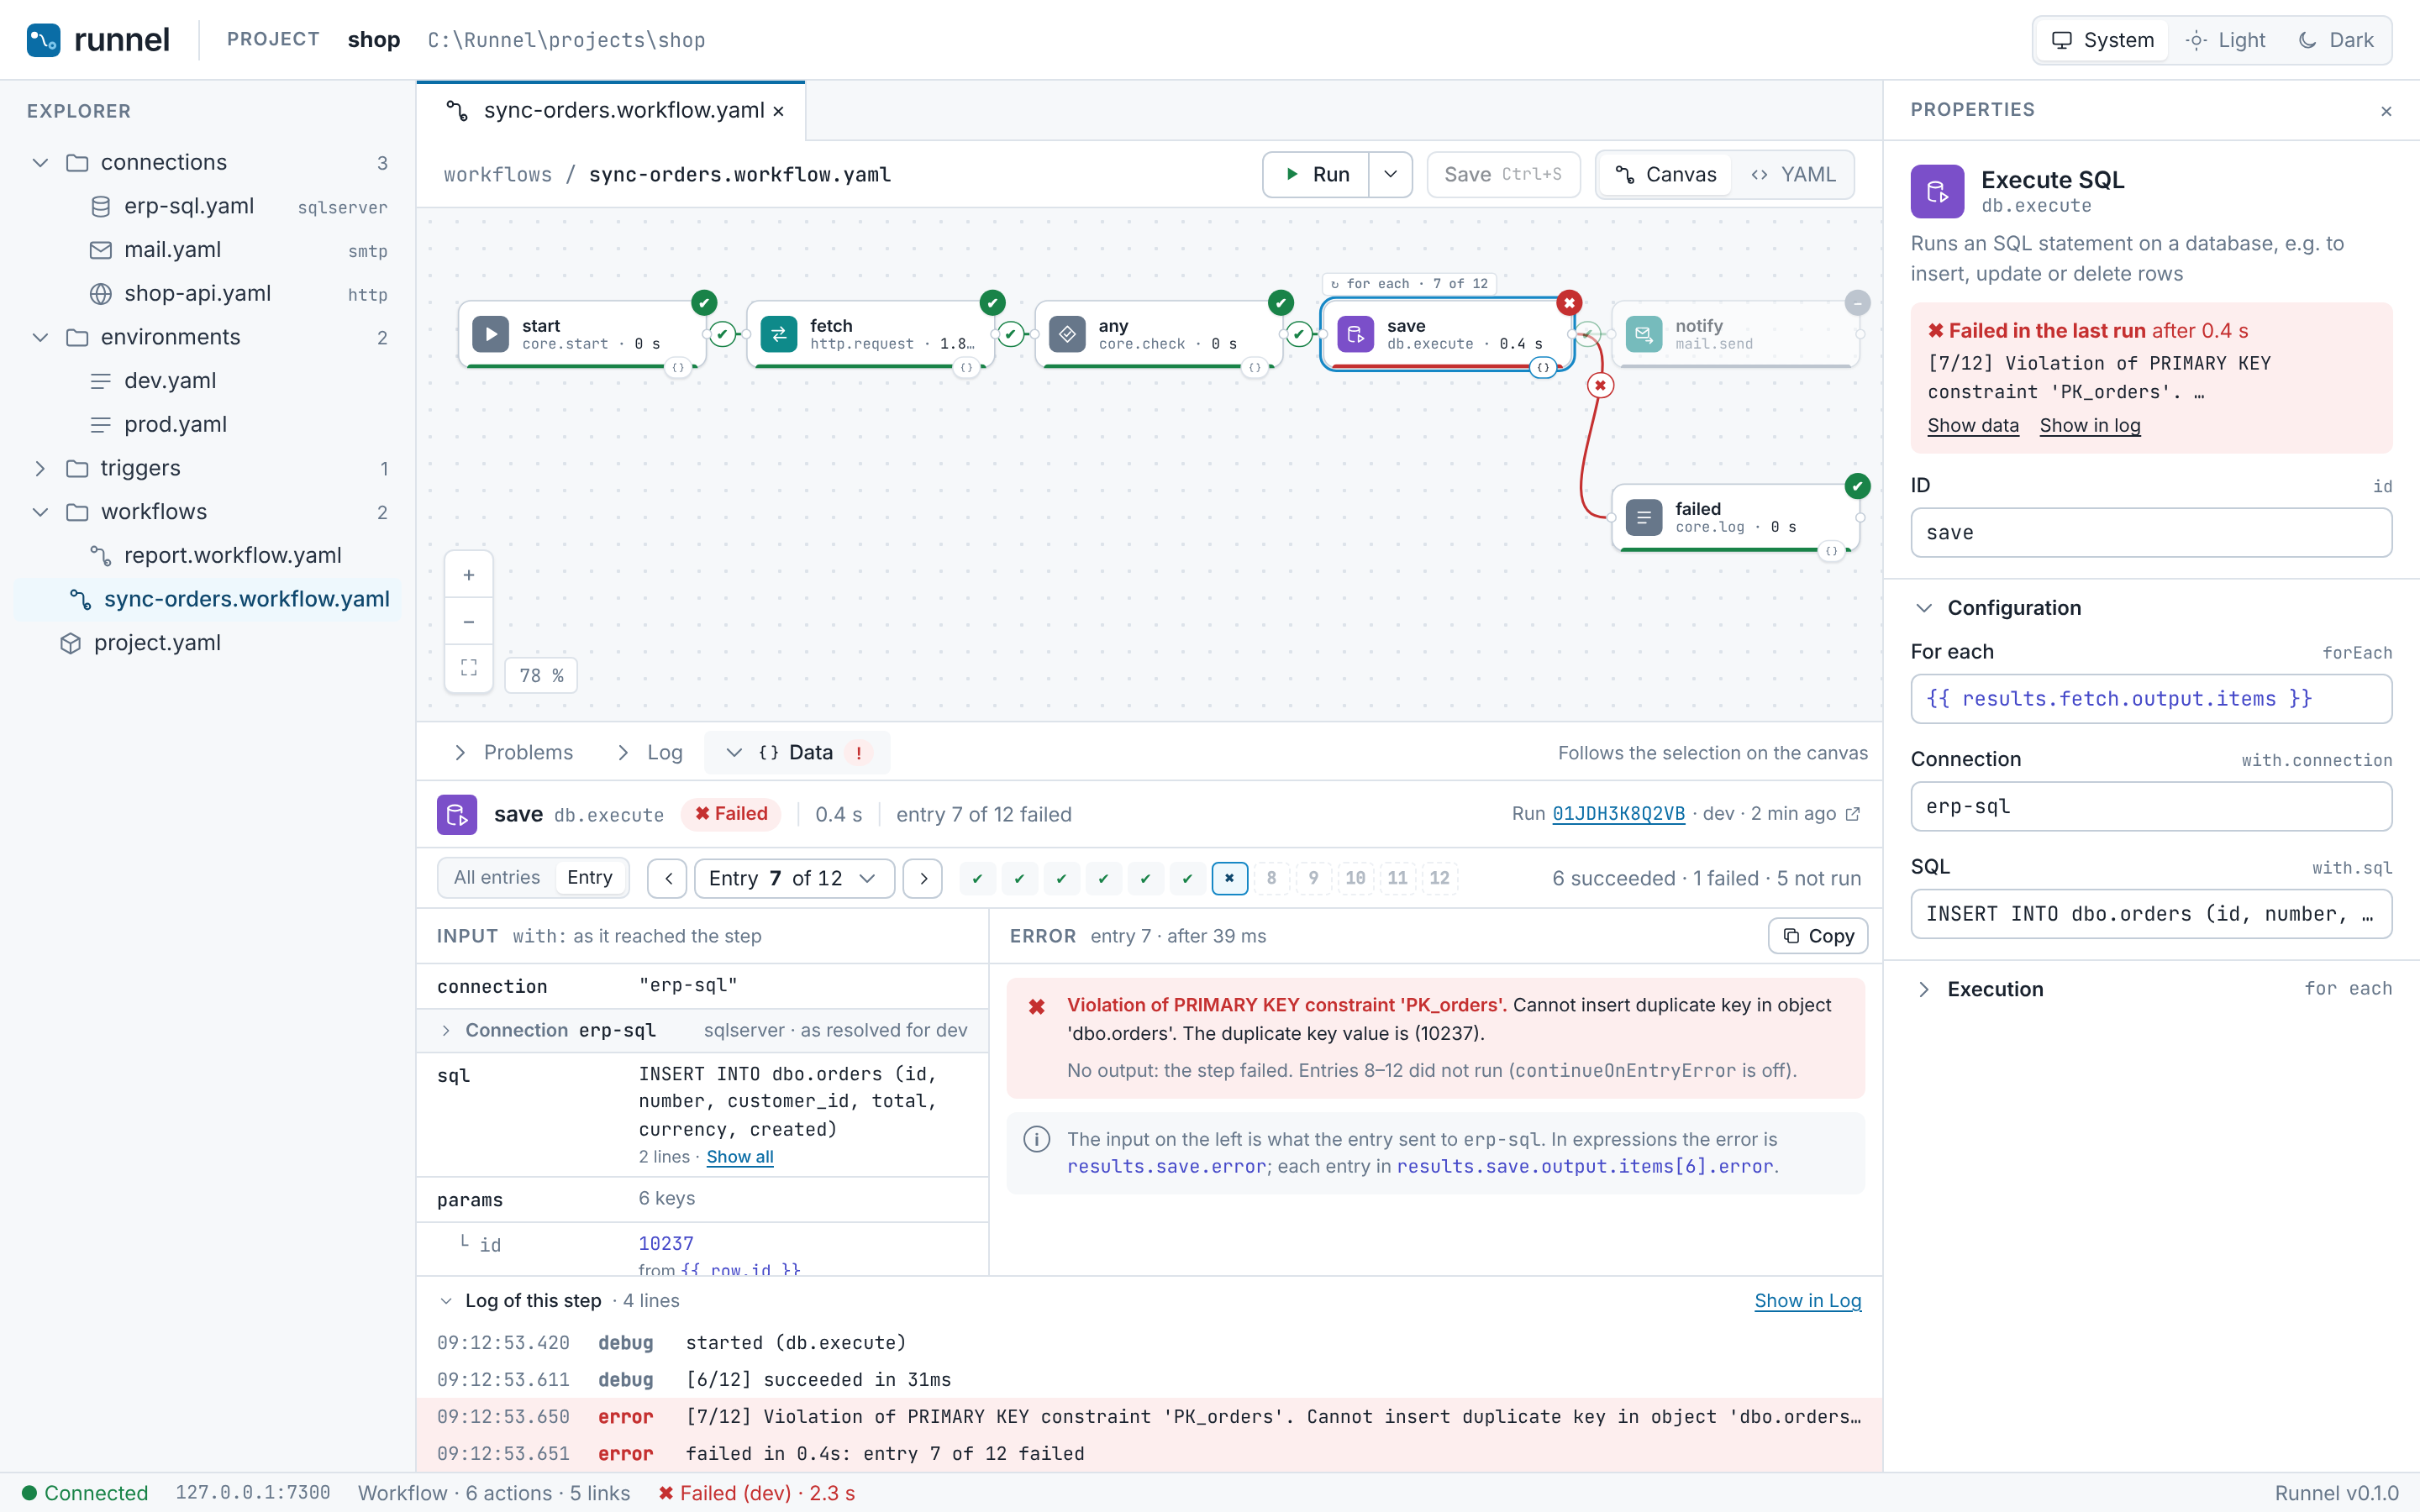 runnel PROJECT shop C:\Runnel\projects\shop System Light Dark
EXPLORER
connections 3
erp-sql.yaml sqlserver
mail.yaml smtp
shop-api.yaml http
environments 2
dev.yaml
prod.yaml
triggers 1
workflows 2
report.workflow.yaml
sync-orders.workflow.yaml
project.yaml
sync-orders.workflow.yaml ×
workflows / sync-orders.workflow.yaml Run Save Ctrl+S Canvas <> YAML
↻ for each · 7 of 12
start
core.start · 0 s
{}
fetch
http.request · 1.8…
{}
any
core.check · 0 s
{}
save
db.execute · 0.4 s
{}
notify
mail.send
failed
core.log · 0 s
{}
+
−
78 %
Problems Log {} Data ! Follows the selection on the canvas
save db.execute ✖ Failed 0.4 s entry 7 of 12 failed Run 01JDH3K8Q2VB · dev · 2 min ago
All entries Entry Entry 7 of 12 ✔ ✔ ✔ ✔ ✔ ✔ ✖ 8 9 10 11 12 6 succeeded · 1 failed · 5 not run
INPUT with: as it reached the step
connection "erp-sql"
Connection erp-sql sqlserver · as resolved for dev
sql INSERT INTO dbo.orders (id,
number, customer_id, total,
currency, created)
2 lines · Show all
params 6 keys
└ id 10237
from {{ row.id }}
ERROR entry 7 · after 39 ms Copy
✖ Violation of PRIMARY KEY constraint 'PK_orders'. Cannot insert duplicate key in object
'dbo.orders'. The duplicate key value is (10237).
No output: the step failed. Entries 8–12 did not run (continueOnEntryError is off).
The input on the left is what the entry sent to erp-sql. In expressions the error is
results.save.error; each entry in results.save.output.items[6].error.
Log of this step · 4 lines Show in Log
09:12:53.420 debug started (db.execute)
09:12:53.611 debug [6/12] succeeded in 31ms
09:12:53.650 error [7/12] Violation of PRIMARY KEY constraint 'PK_orders'. Cannot insert duplicate key in object 'dbo.orders…
09:12:53.651 error failed in 0.4s: entry 7 of 12 failed
PROPERTIES ×
Execute SQL
db.execute
Runs an SQL statement on a database, e.g. to
insert, update or delete rows
✖ Failed in the last run after 0.4 s
[7/12] Violation of PRIMARY KEY
constraint 'PK_orders'. …
Show data Show in log
ID id
save
Configuration
For each forEach
{{ results.fetch.output.items }}
Connection with.connection
erp-sql
SQL with.sql
INSERT INTO dbo.orders (id, number, …
Execution for each
Connected 127.0.0.1:7300 Workflow · 6 actions · 5 links ✖ Failed (dev) · 2.3 s Runnel v0.1.0